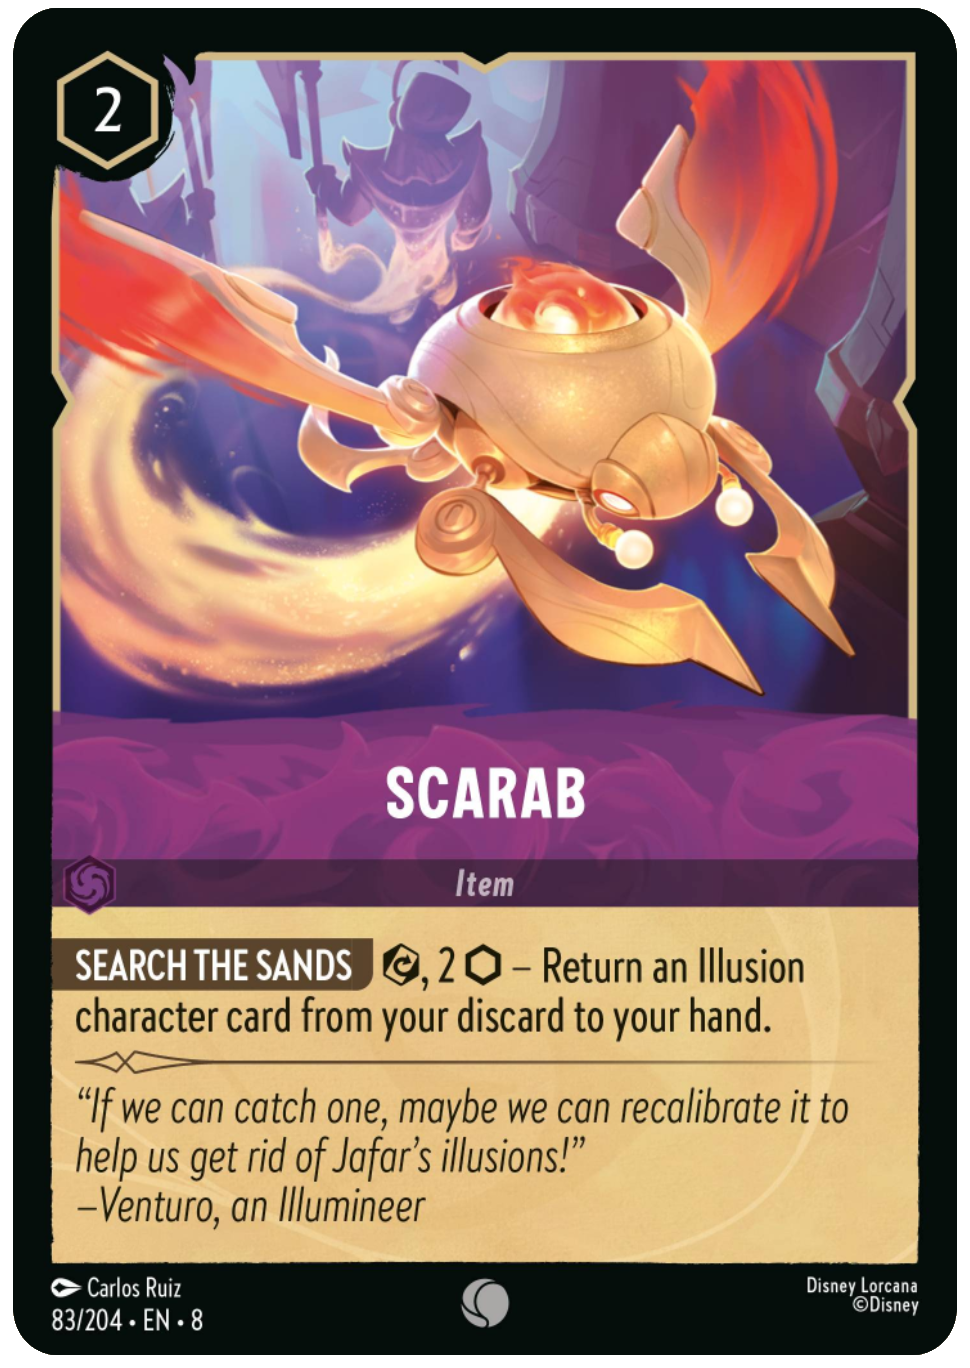 2
SCARAB
Item
SEARCH THE SANDS , 2 – Return an Illusion
character card from your discard to your hand.
“If we can catch one, maybe we can recalibrate it to
help us get rid of Jafar’s illusions!”
–Venturo, an Illumineer
Carlos Ruiz
83/204 • EN • 8
Disney Lorcana
©Disney